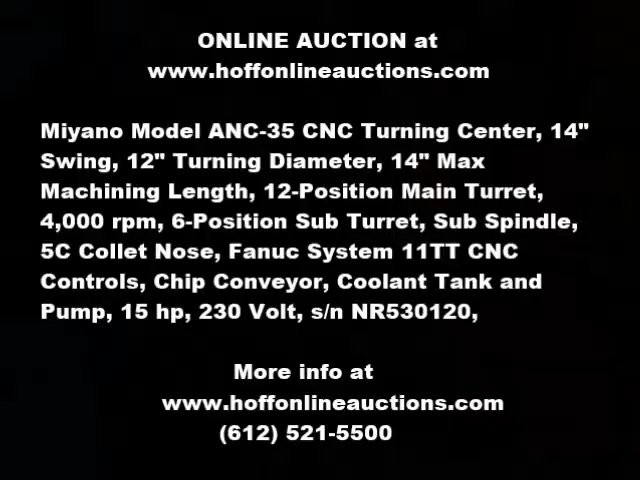 ONLINE AUCTION at
www.hoffonlineauctions.com
Miyano Model ANC-35 CNC Turning Center, 14"
Swing, 12" Turning Diameter, 14" Max
Machining Length, 12-Position Main Turret,
4,000 rpm, 6-Position Sub Turret, Sub Spindle,
5C Collet Nose, Fanuc System 11TT CNC
Controls, Chip Conveyor, Coolant Tank and
Pump, 15 hp, 230 Volt, s/n NR530120,
More info at
www.hoffonlineauctions.com
(612) 521-5500